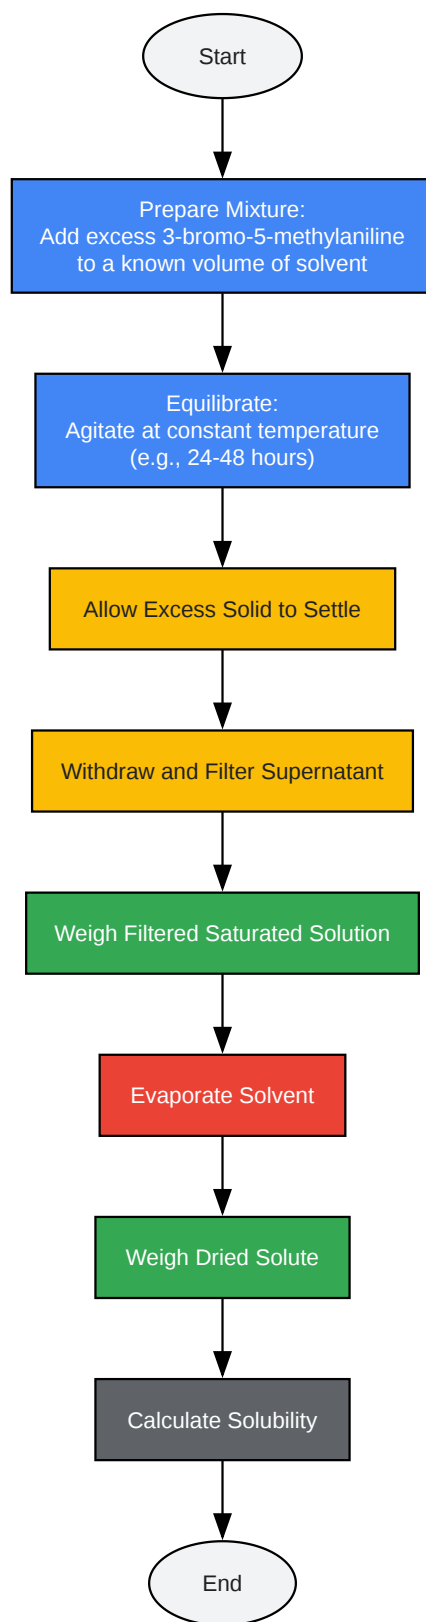 Start
Prepare Mixture:
Add excess 3-bromo-5-methylaniline
to a known volume of solvent
Equilibrate:
Agitate at constant temperature
(e.g., 24-48 hours)
Allow Excess Solid to Settle
Withdraw and Filter Supernatant
Weigh Filtered Saturated Solution
Evaporate Solvent
Weigh Dried Solute
Calculate Solubility
End